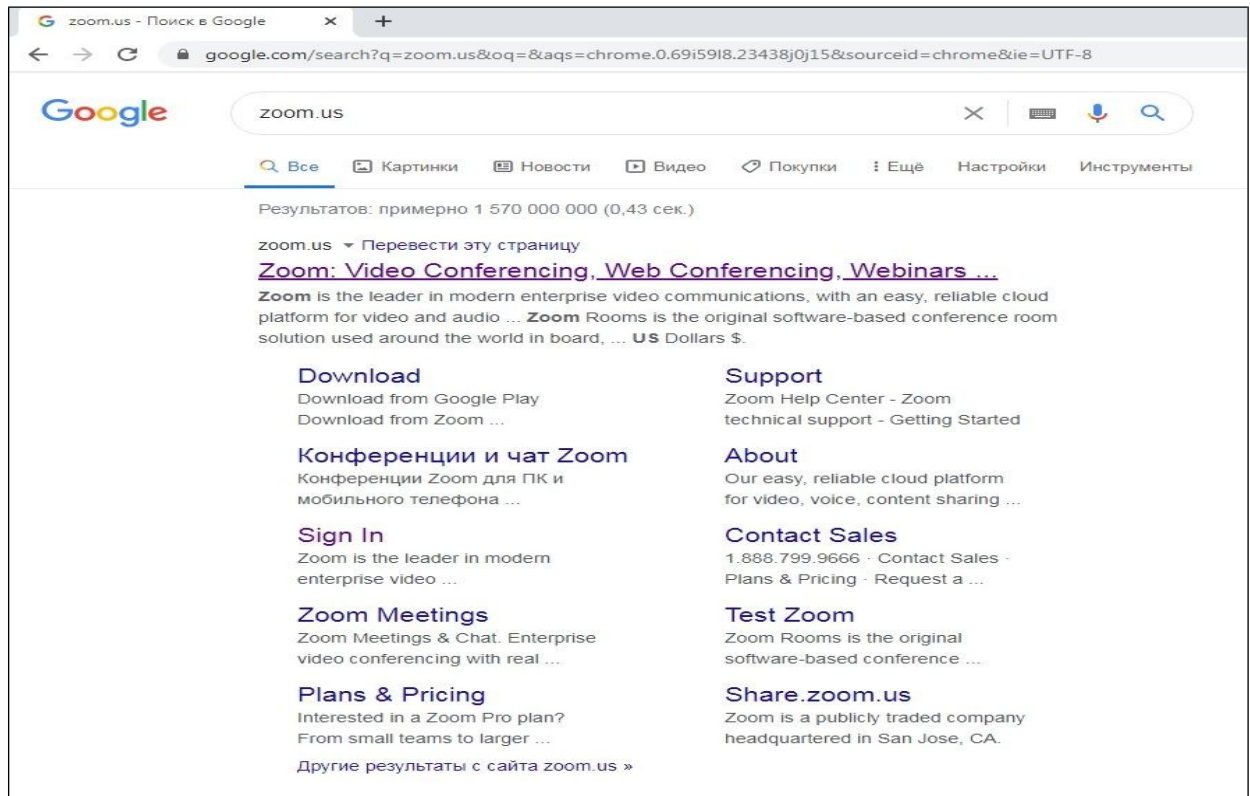 zoom.us - Поиск в Google
google.com/search?q=zoom.us&oq=&aqs=chrome.0.69i59l8.23438j0j15&sourceid=chrome&ie=UTF-8
Google
zoom.us
Все Картинки Новости Видео Покупки Ещё Настройки Инструменты
Результатов: примерно 1 570 000 000 (0,43 сек.)
zoom.us Перевести эту страницу
Zoom: Video Conferencing, Web Conferencing, Webinars ...
Zoom is the leader in modern enterprise video communications, with an easy, reliable cloud
platform for video and audio ... Zoom Rooms is the original software-based conference room
solution used around the world in board, ... US Dollars $.
Download
Download from Google Play
Download from Zoom ...
Support
Zoom Help Center - Zoom
technical support - Getting Started
Конференции и чат Zoom
Конференции Zoom для ПК и
мобильного телефона ...
About
Our easy, reliable cloud platform
for video, voice, content sharing ...
Sign In
Zoom is the leader in modern
enterprise video ...
Contact Sales
1.888.799.9666 · Contact Sales ·
Plans & Pricing · Request a ...
Zoom Meetings
Zoom Meetings & Chat. Enterprise
video conferencing with real ...
Test Zoom
Zoom Rooms is the original
software-based conference ...
Plans & Pricing
Interested in a Zoom Pro plan?
From small teams to larger ...
Share.zoom.us
Zoom is a publicly traded company
headquartered in San Jose, CA.
Другие результаты с сайта zoom.us »